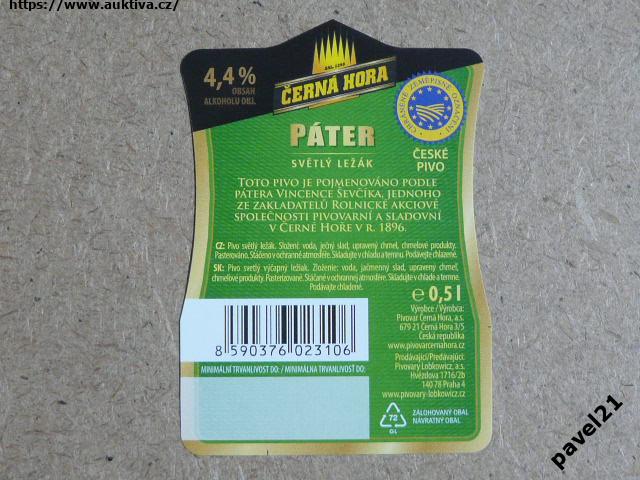 https://www.auktiva.cz/
4,4 %
OBSAH
ALKOHOLU OBJ.
ČERNÁ HORA
CHRÁNĚNÉ ZEMĚPISNÉ OZNAČENÍ
PÁTER
SVĚTLÝ LEŽÁK
ČESKÉ
PIVO
TOTO PIVO JE POJMENOVÁNO PODLE
PÁTERA VINCENCE ŠEVČÍKA, JEDNOHO
ZE ZAKLADATELŮ ROLNICKÉ AKCIOVÉ
SPOLEČNOSTI PIVOVARNÍ A SLADOVNÍ
V ČERNÉ HOŘE V R. 1896.
CZ: Pivo světlý ležák. Složení: voda, ječný slad, upravený chmel, chmelové produkty.
Pasterováno. Stáčeno v ochranné atmosféře. Skladujte v chladu a temnu. Podávejte chlazené.
SK: Pivo svetlý výčapný ležiak. Zloženie: voda, jačmenný slad, upravený chmeľ,
chmeľové produkty. Pasterizované. Stáčané v ochrannej atmosfére. Skladujte v chlade a temne.
Podávajte chladené.
℮ 0,5 l
Výrobce / Výrobca:
Pivovar Černá Hora, a.s.
679 21 Černá Hora 3/5
Česká republika
www.pivovarcernahora.cz
8 590376 023106
Prodávající/Predávajúci:
Pivovary Lobkowicz, a.s.
Hvězdova 1716/2b
140 78 Praha 4
www.pivovary-lobkowicz.cz
MINIMÁLNÍ TRVANLIVOST DO: / MINIMÁLNA TRVANLIVOSŤ DO:
72
GL
ZÁLOHOVANÝ OBAL
NÁVRATNÝ OBAL
pavel21